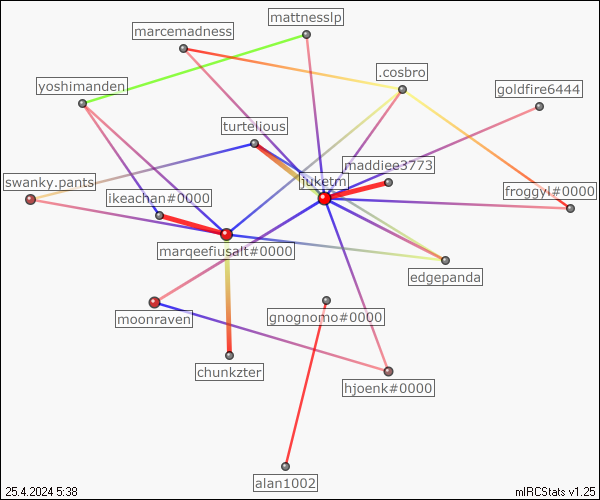 mattnesslp
marcemadness
.cosbro
yoshimanden
goldfire6444
turtelious
maddiee3773
juketm
swanky.pants
froggyl#0000
ikeachan#0000
marqeefiusalt#0000
edgepanda
gnognomo#0000
moonraven
chunkzter
hjoenk#0000
alan1002
25.4.2024 5:38
mIRCStats v1.25